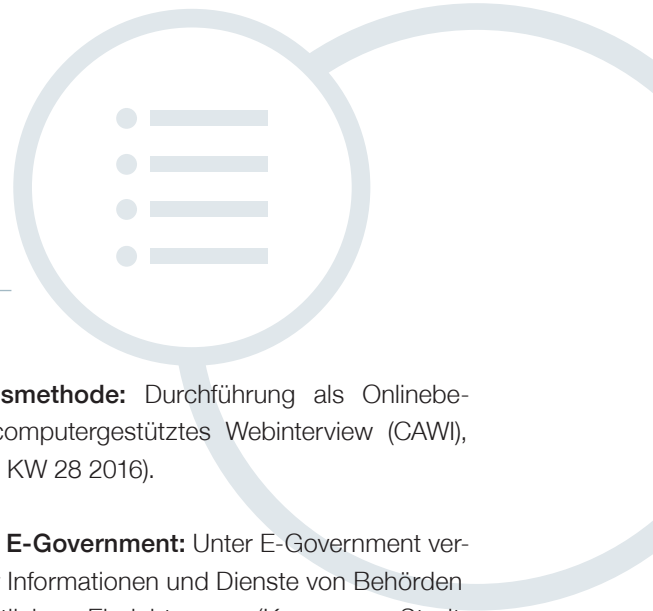 smethode: Durchführung als Onlinebe-
computergestütztes Webinterview (CAWI),
KW 28 2016).
E-Government: Unter E-Government ver-
Informationen und Dienste von Behörden